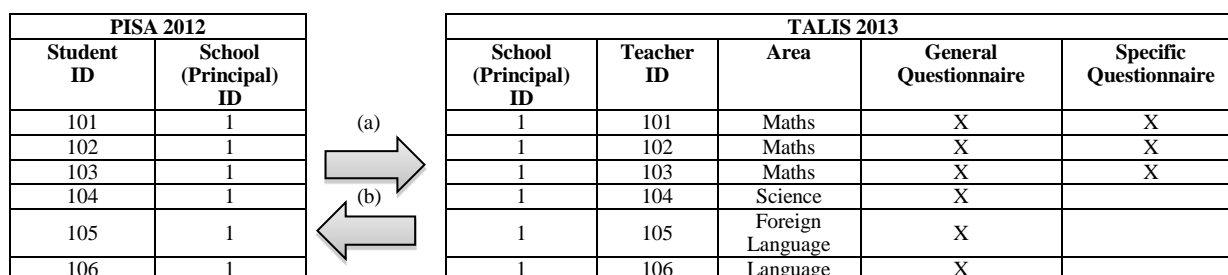 PISA 2012 TALIS 2013
Student ID School (Principal) ID School (Principal) ID Teacher ID Area General Questionnaire Specific Questionnaire
101 1 (a) 1 101 Maths X X
102 1 1 102 Maths X X
103 1 1 103 Maths X X
104 1 (b) 1 104 Science X
105 1 1 105 Foreign Language X
106 1 1 106 Language X